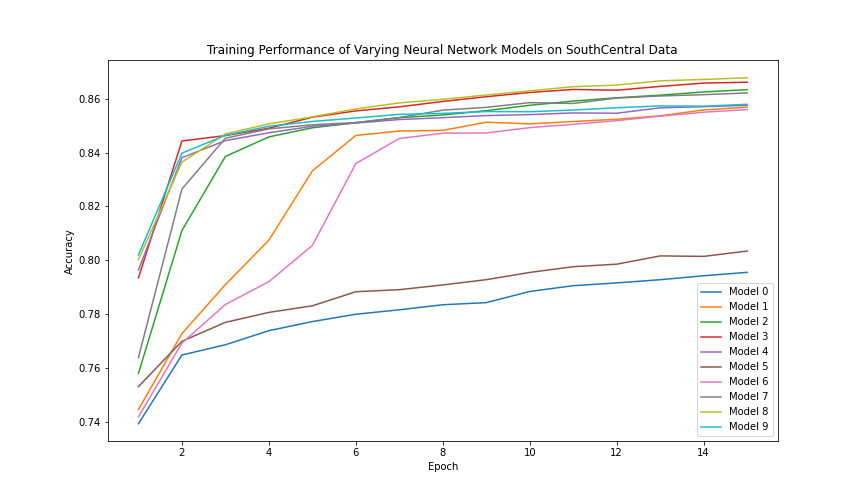 Training Performance of Varying Neural Network Models on SouthCentral Data
Accuracy
0.86
0.84
0.82
0.80
0.78
0.76
0.74
2 4 6 8 10 12 14
Epoch
Model 0
Model 1
Model 2
Model 3
Model 4
Model 5
Model 6
Model 7
Model 8
Model 9